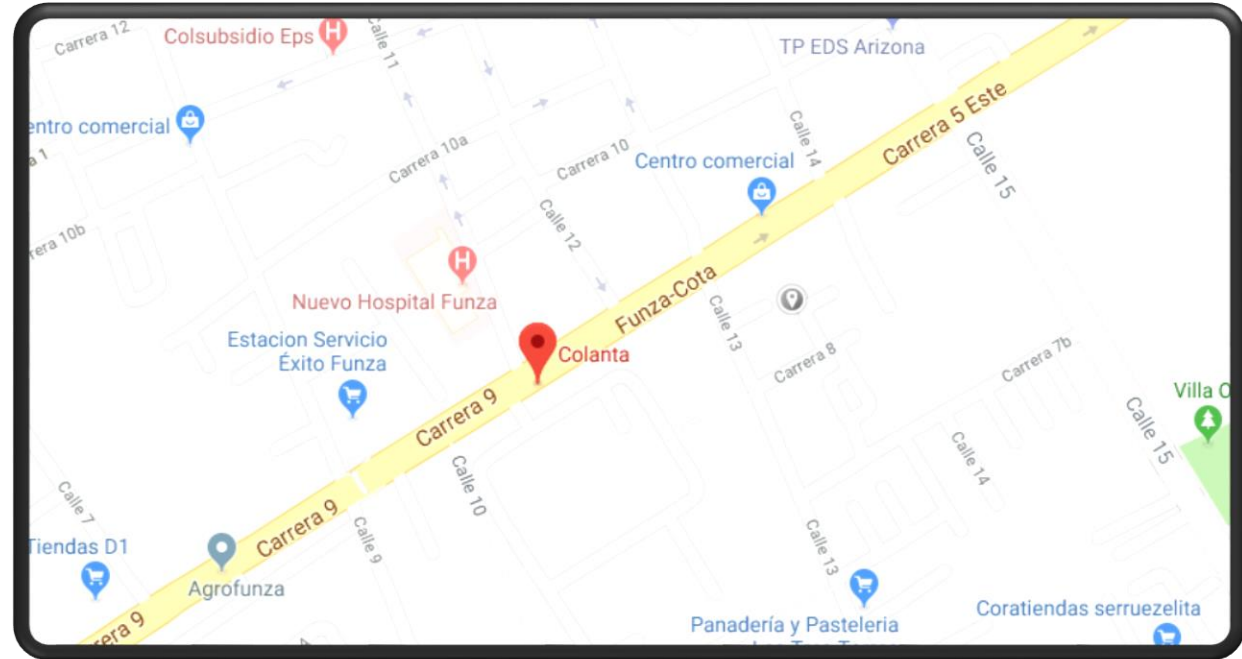 Carrera 12
Colsubsidio Eps
H
Calle 11
TP EDS Arizona
Carrera 5 Este
entro comercial
Calle 14
Carrera 10a
Carrera 10
Centro comercial
Calle 15
a 1
Calle 12
rera 10b
H
Nuevo Hospital Funza
Funza-Cota
Calle 13
Estacion Servicio
Éxito Funza
Colanta
Carrera 8
Carrera 7b
Villa O
Carrera 9
Calle 15
Calle 14
Calle 10
Calle 7
Carrera 9
Calle 9
Calle 13
Tiendas D1
Agrofunza
Coratiendas serruezelita
rera 9
Panadería y Pasteleria